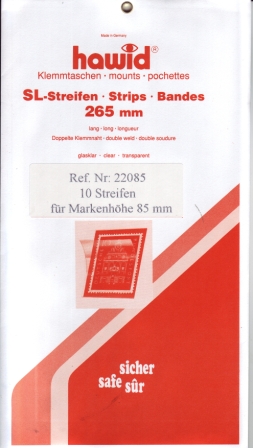 Made in Germany
hawid®
Klemmtaschen · mounts · pochettes
SL-Streifen · Strips · Bandes
265 mm
lang · long · longueur
Doppelte Klemmnaht · double weld · double soudure
glasklar · clear · transparent
Ref. Nr: 22085
10 Streifen
für Markenhöhe 85 mm
sicher
safe sûr